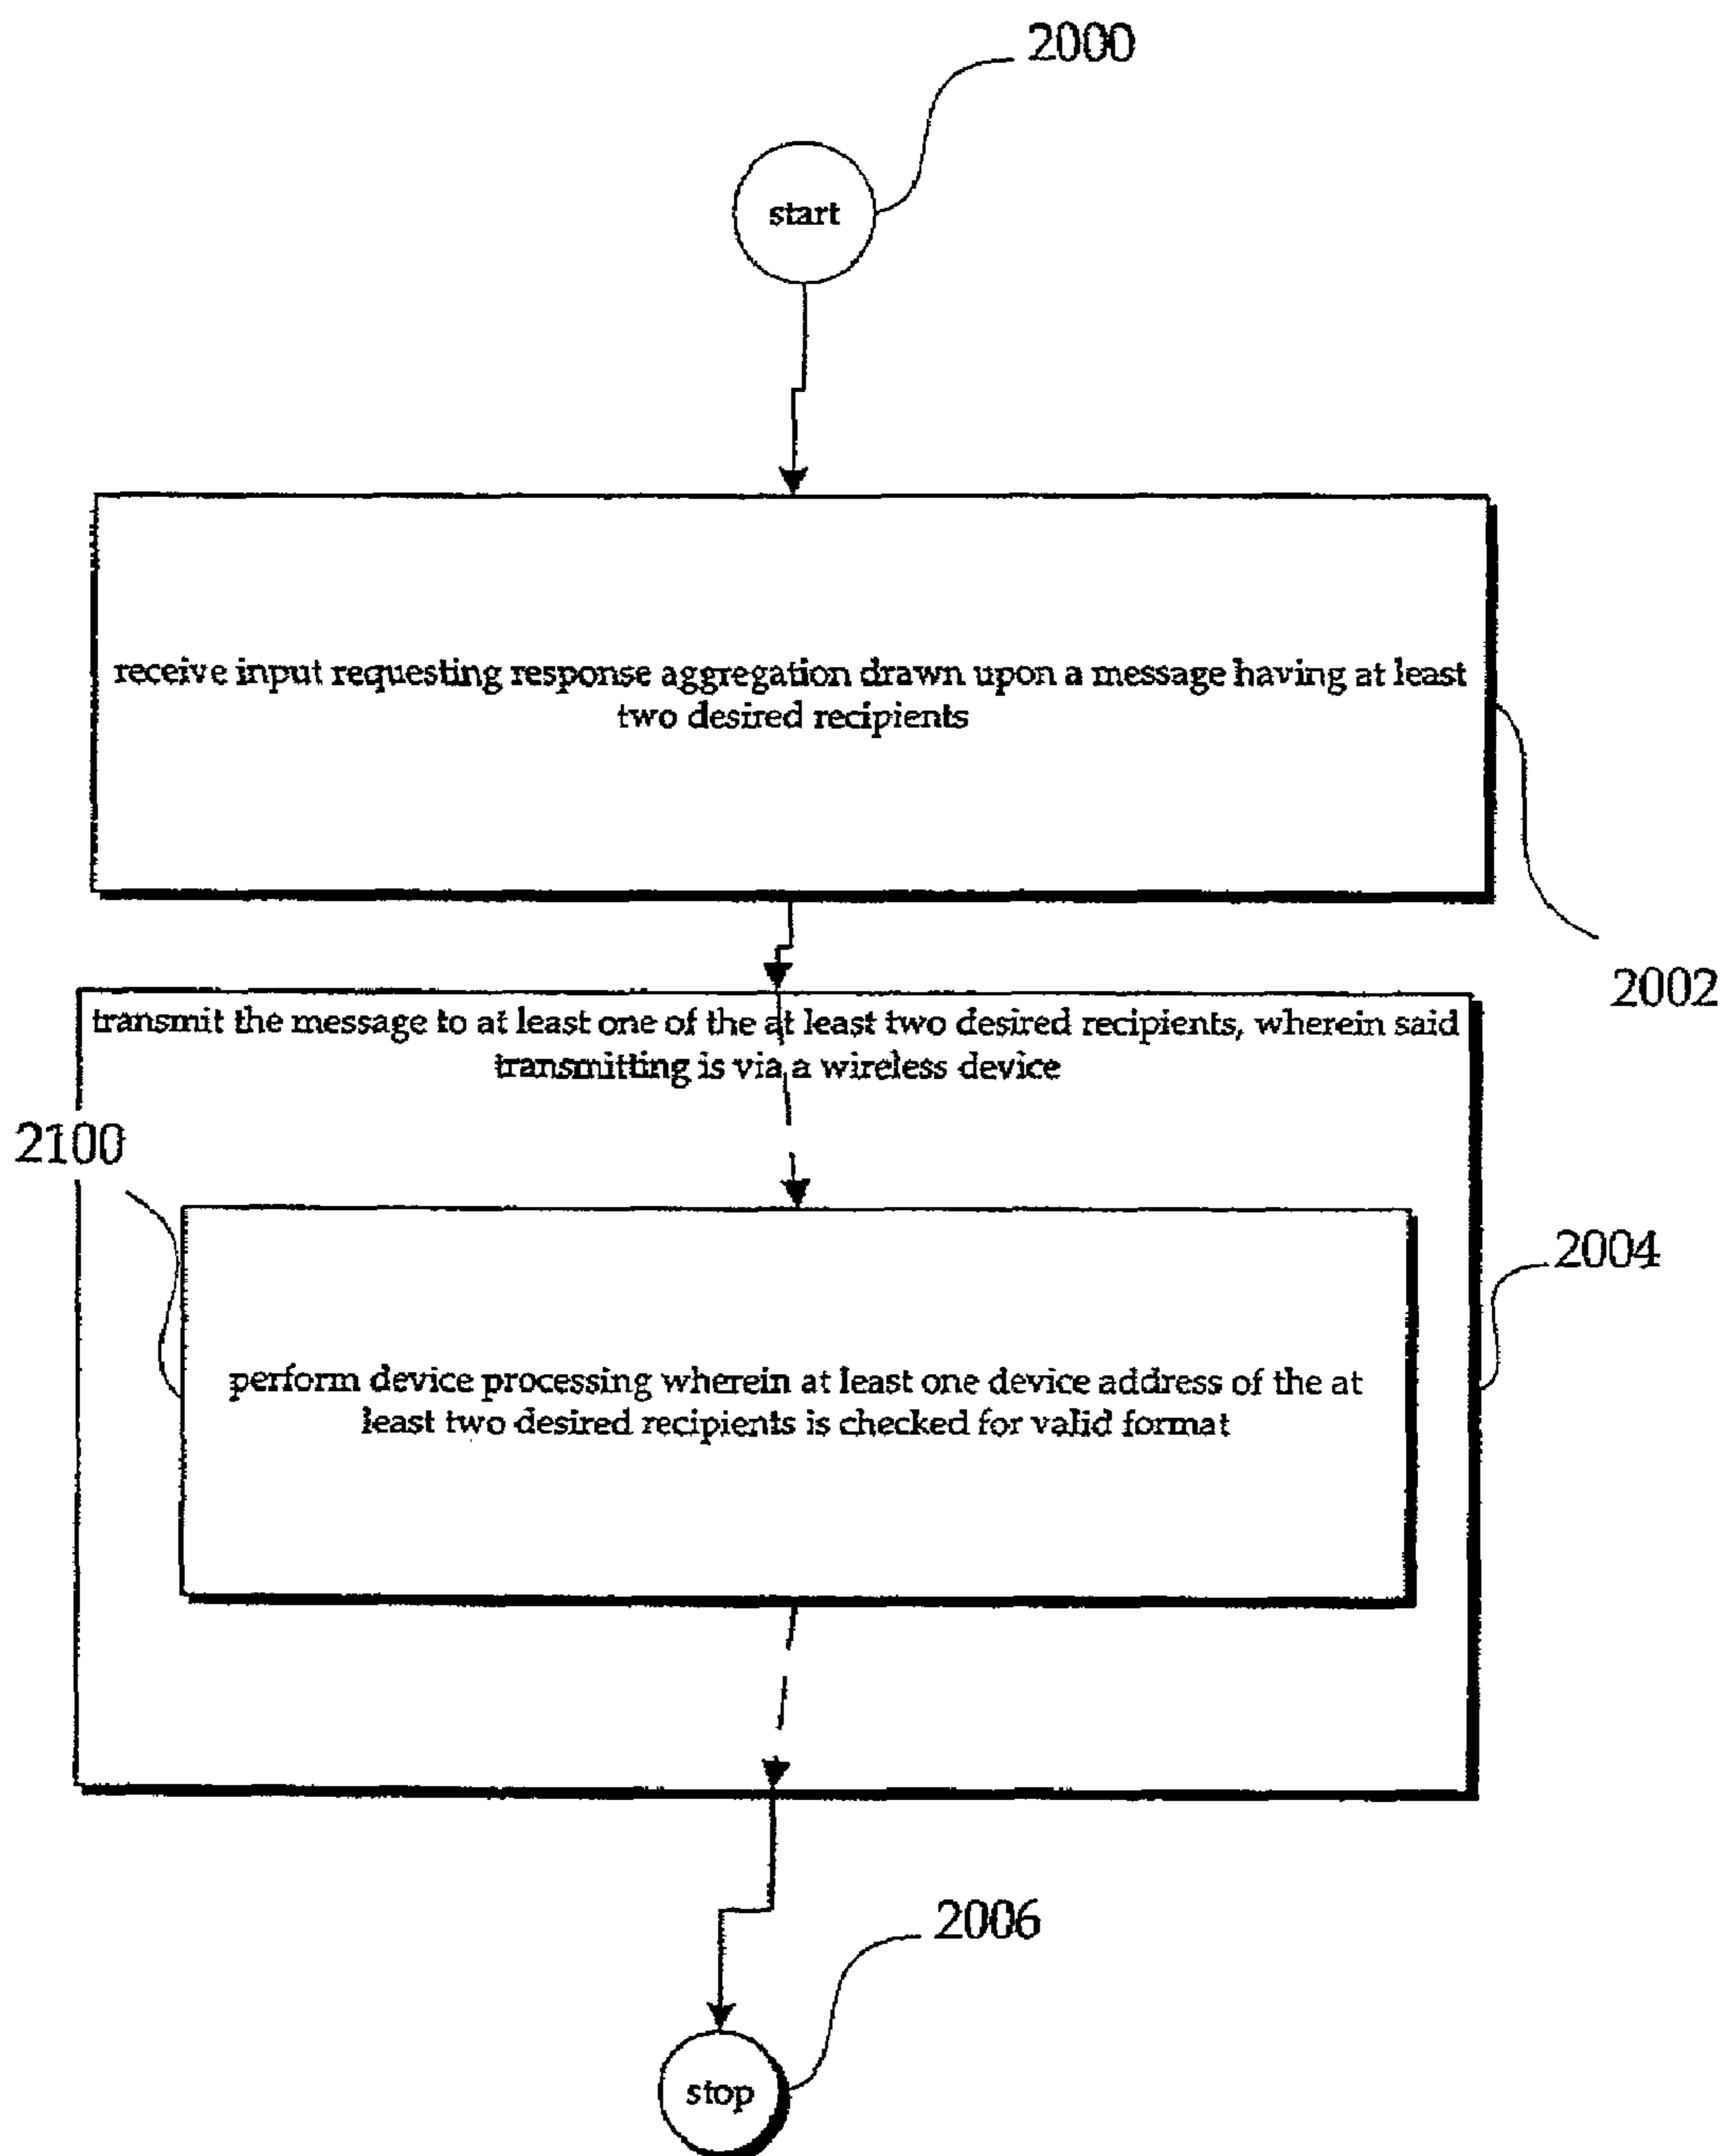 2000
start
receive input requesting response aggregation drawn upon a message having at least
two desired recipients
2002
transmit the message to at least one of the at least two desired recipients, wherein said
transmitting is via a wireless device
2100
2004
perform device processing wherein at least one device address of the at
least two desired recipients is checked for valid format
2006
stop